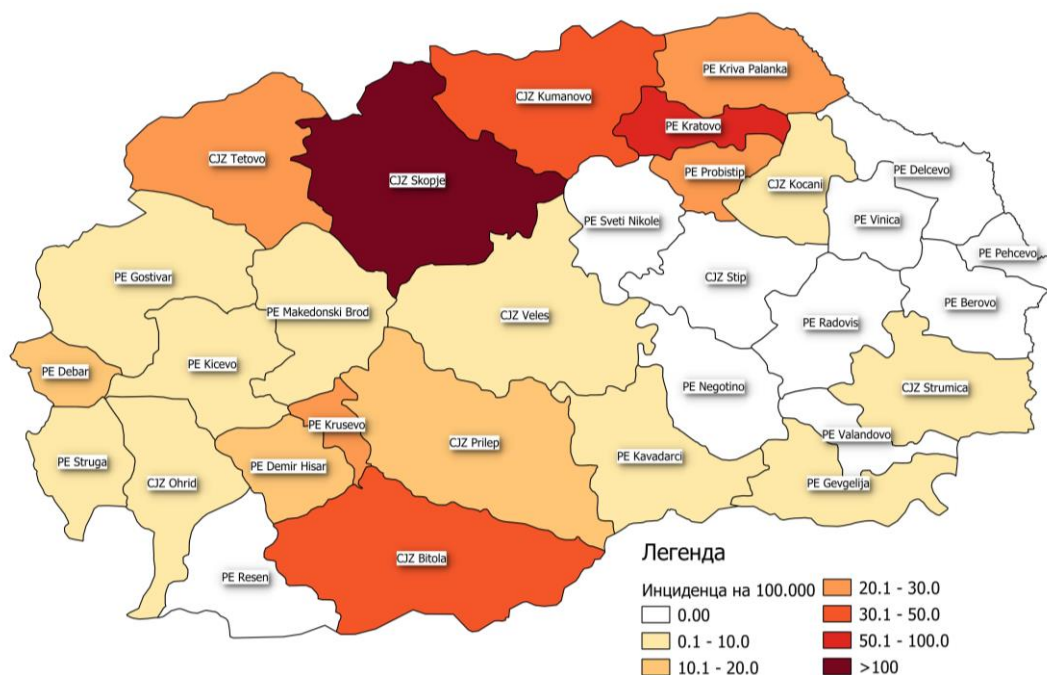 PE Kriva Palanka
CJZ Kumanovo
PE Kratovo
CJZ Tetovo
PE Probistip
PE Delcevo
CJZ Skopje
CJZ Kocani
PE Sveti Nikole
PE Vinica
PE Pehcevo
PE Gostivar
CJZ Stip
PE Berovo
PE Makedonski Brod
CJZ Veles
PE Radovis
PE Kicevo
PE Debar
PE Negotino
CJZ Strumica
PE Krusevo
PE Valandovo
CJZ Prilep
PE Kavadarci
PE Struga
PE Demir Hisar
CJZ Ohrid
PE Gevgelija
CJZ Bitola
PE Resen
Легенда
Инциденца на 100.000
0.00
0.1 - 10.0
10.1 - 20.0
20.1 - 30.0
30.1 - 50.0
50.1 - 100.0
>100